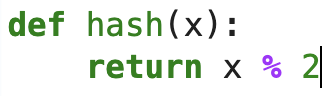 def hash(x):
    return x % 2